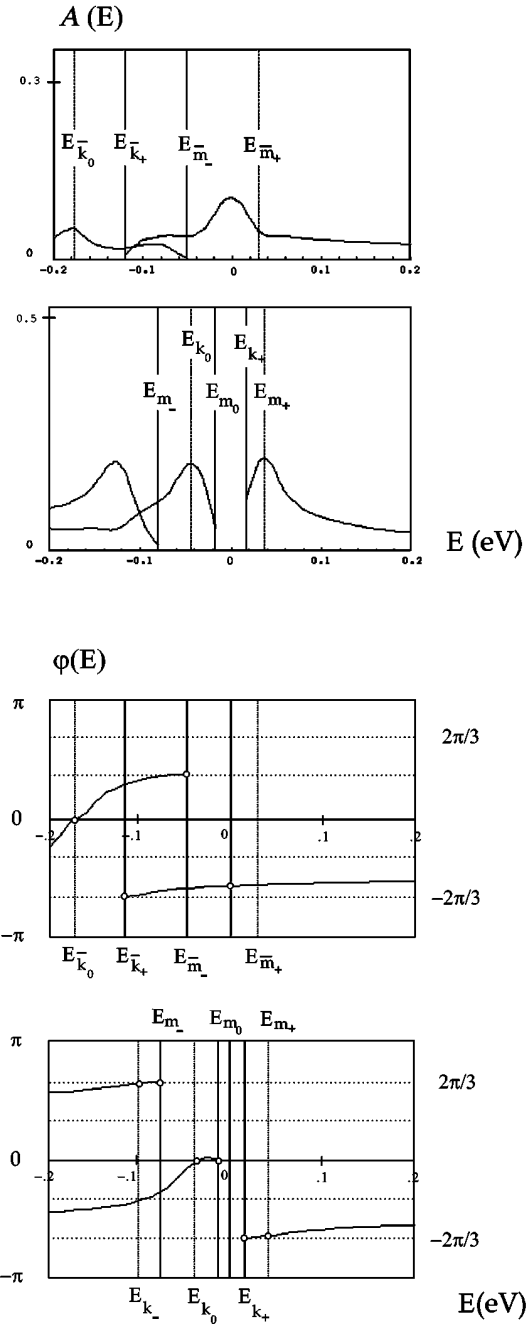 A (E)
0.3
E k̅₀ E k̅₊ E m̅₋ E m̅₊
0
-0.2 -0.1 0 0.1 0.2
0.5
E k₀ E k₊
E m₋ E m₀ E m₊
0
-0.2 -0.1 0 0.1 0.2
E (eV)
φ(E)
π
2π/3
0
-.2 -.1 0 .1 .2
−2π/3
−π
E k̅₀ E k̅₊ E m̅₋ E m̅₊
E m₋ E m₀ E m₊
π
2π/3
0
-.2 -.1 0 .1 .2
−2π/3
−π
E k₋ E k₀ E k₊
E(eV)